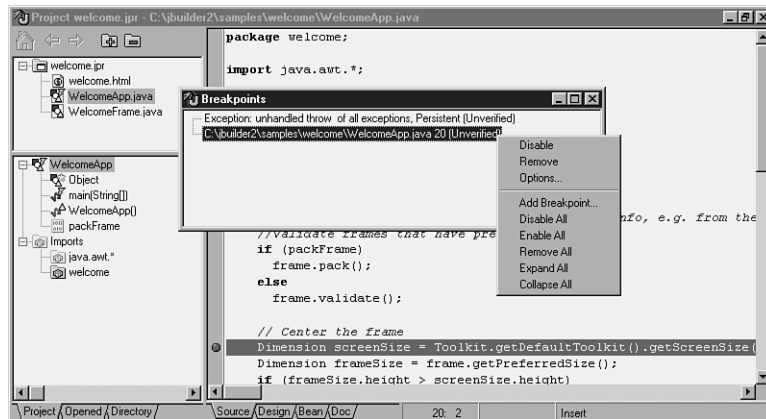 Project welcome.jpr - C:\jbuilder2\samples\welcome\WelcomeApp.java
welcome.jpr
welcome.html
WelcomeApp.java
WelcomeFrame.java
WelcomeApp
Object
main(String[])
WelcomeApp()
packFrame
Imports
java.awt.*
welcome
package welcome;
import java.awt.*;
Breakpoints
Exception: unhandled throw of all exceptions, Persistent (Unverified)
C:\jbuilder2\samples\welcome\WelcomeApp.java 20 (Unverified)
Disable
Remove
Options...
Add Breakpoint...
Disable All
Enable All
Remove All
Expand All
Collapse All
nfo, e.g. from the
//Validate frames that have pre
if (packFrame)
frame.pack();
else
frame.validate();
// Center the frame
Dimension screenSize = Toolkit.getDefaultToolkit().getScreenSize(
Dimension frameSize = frame.getPreferredSize();
if (frameSize.height > screenSize.height)
Project Opened Directory
Source Design Bean Doc
20: 2
Insert